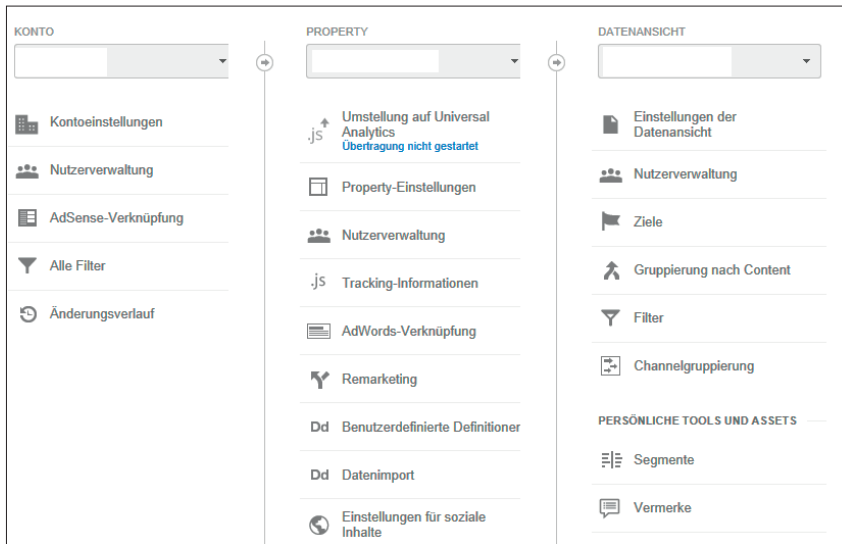 KONTO
Kontoeinstellungen
Nutzerverwaltung
AdSense-Verknüpfung
Alle Filter
Änderungsverlauf
PROPERTY
.js
Umstellung auf Universal
Analytics
Übertragung nicht gestartet
Property-Einstellungen
Nutzerverwaltung
.js Tracking-Informationen
AdWords-Verknüpfung
Remarketing
Dd Benutzerdefinierte Definitionen
Dd Datenimport
Einstellungen für soziale
Inhalte
DATENANSICHT
Einstellungen der
Datenansicht
Nutzerverwaltung
Ziele
Gruppierung nach Content
Filter
Channelgruppierung
PERSÖNLICHE TOOLS UND ASSETS
Segmente
Vermerke